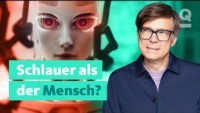 Schlauer als
der Mensch?
Q